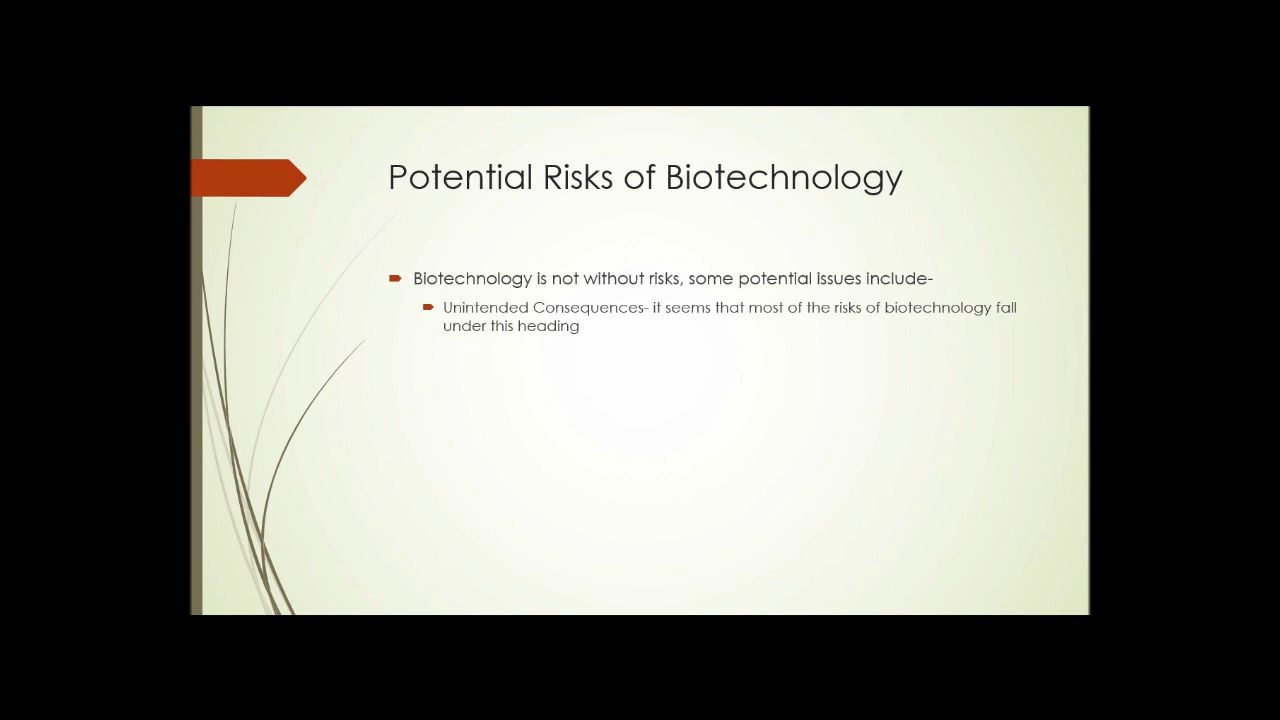 Potential Risks of Biotechnology
Biotechnology is not without risks, some potential issues include-
Unintended Consequences- it seems that most of the risks of biotechnology fall
under this heading